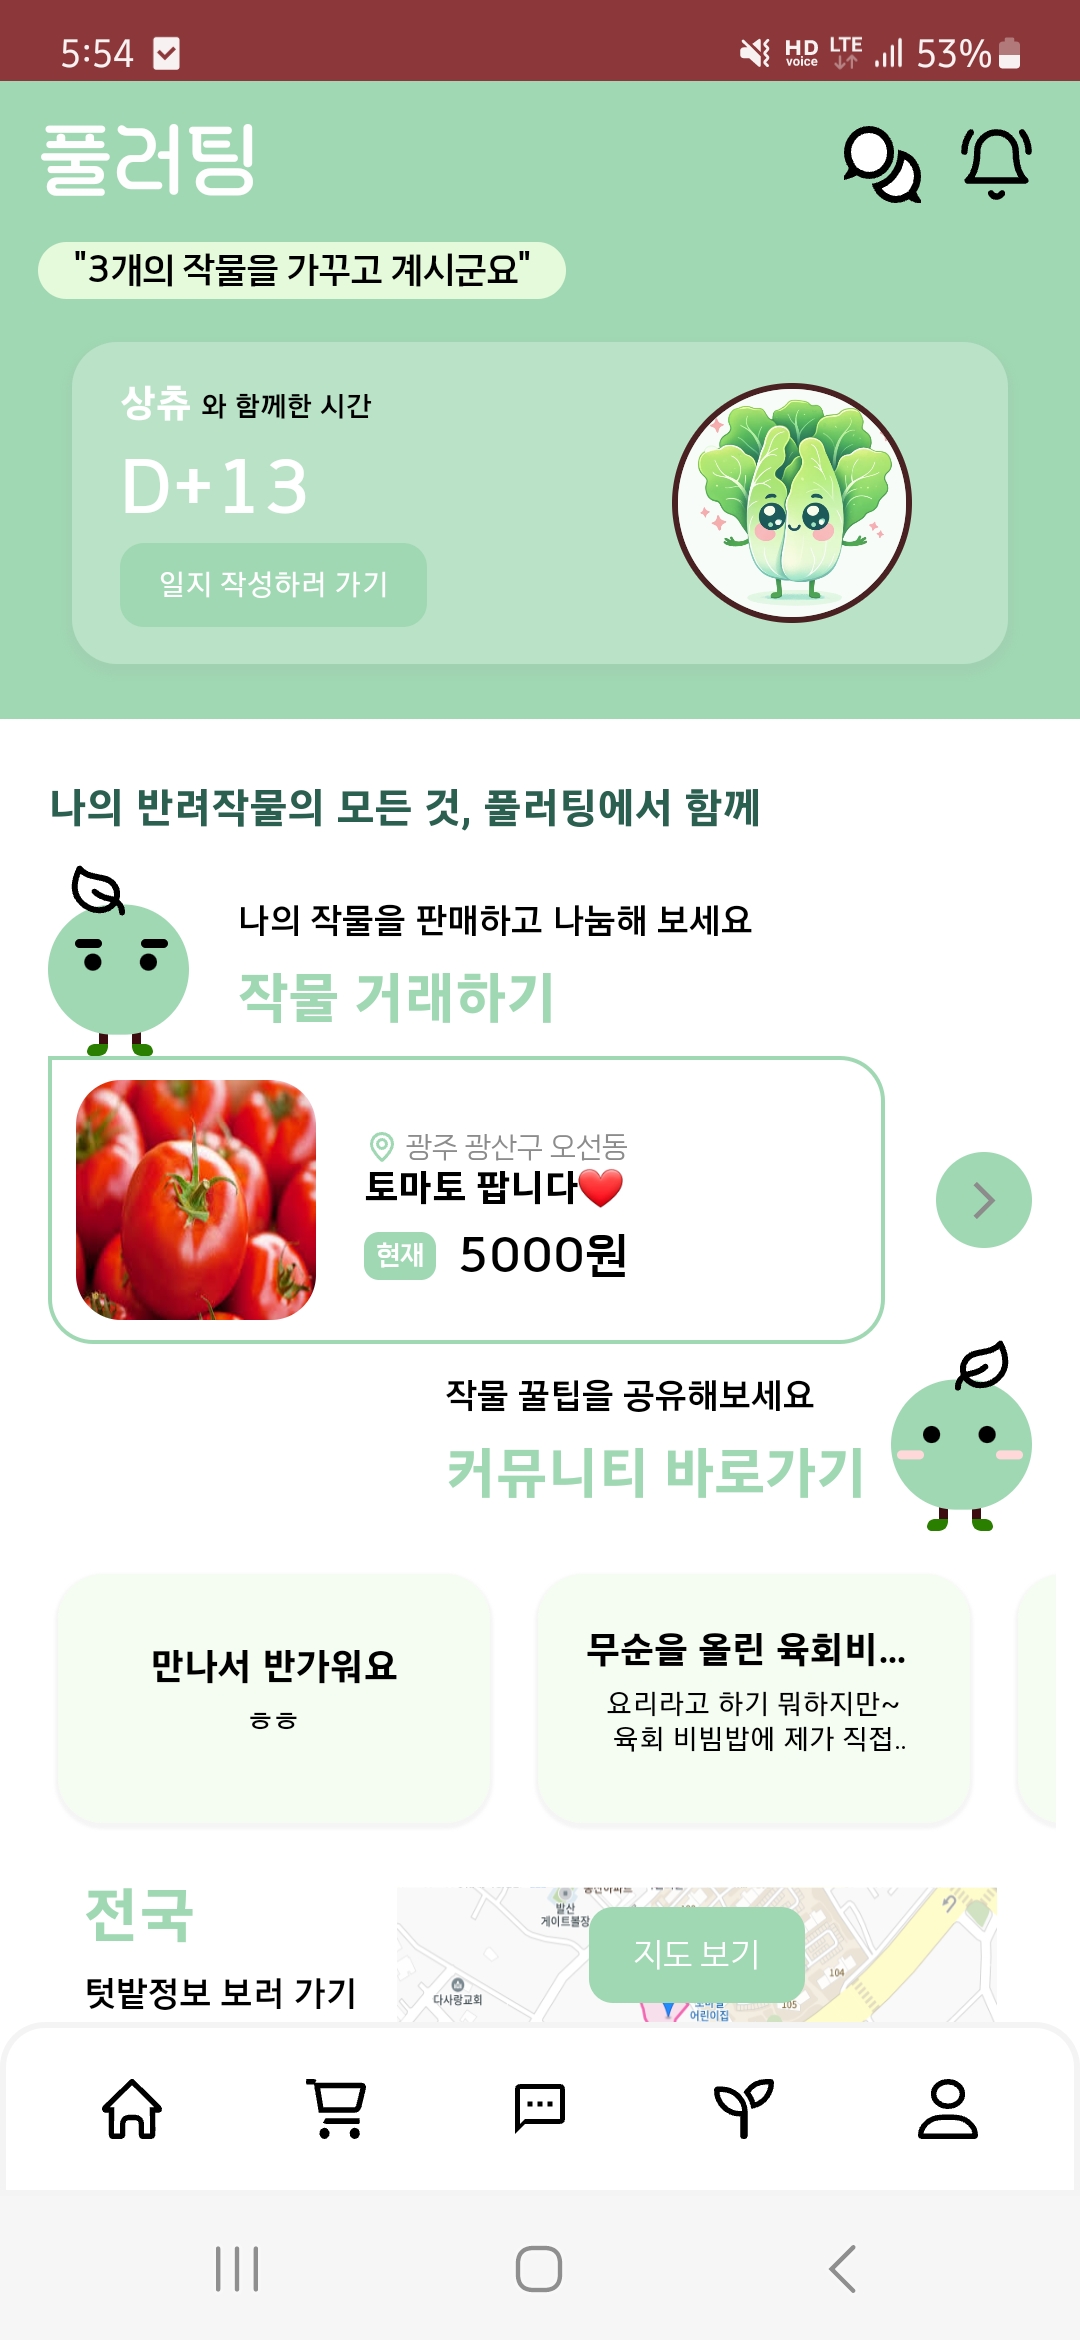 5:54
HD voice LTE 53%
풀러팅
"3개의 작물을 가꾸고 계시군요"
상츄 와 함께한 시간
D+13
일지 작성하러 가기
나의 반려작물의 모든 것, 풀러팅에서 함께
나의 작물을 판매하고 나눔해 보세요
작물 거래하기
광주 광산구 오선동
토마토 팝니다❤️
현재 5000원
작물 꿀팁을 공유해보세요
커뮤니티 바로가기
만나서 반가워요
ㅎㅎ
무순을 올린 육회비...
요리라고 하기 뭐하지만~
육회 비빔밥에 제가 직접..
전국
텃밭정보 보러 가기
발산
게이트볼장
지도 보기
다사랑교회
104
105
어린이집